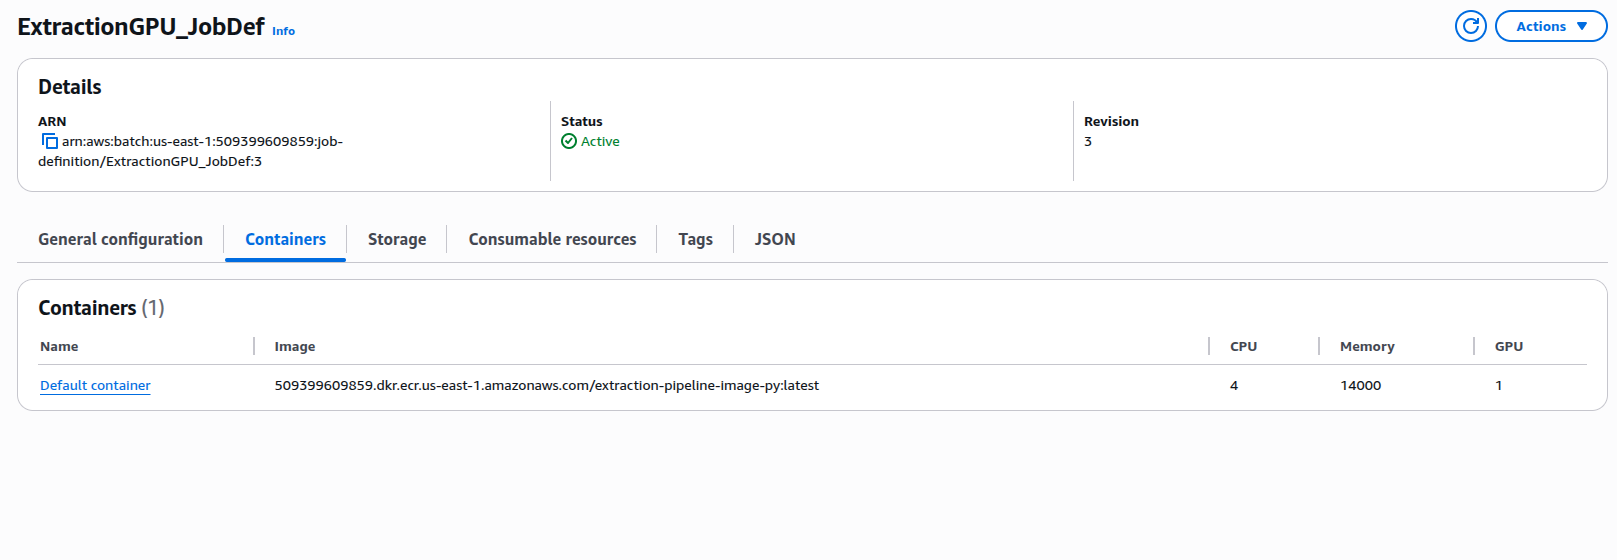 ExtractionGPU_JobDef Info
Actions
Details
ARN
arn:aws:batch:us-east-1:509399609859:job-
definition/ExtractionGPU_JobDef:3
Status
Active
Revision
3
General configuration
Containers
Storage
Consumable resources
Tags
JSON
Containers (1)
Name Image CPU Memory GPU
Default container 509399609859.dkr.ecr.us-east-1.amazonaws.com/extraction-pipeline-image-py:latest 4 14000 1